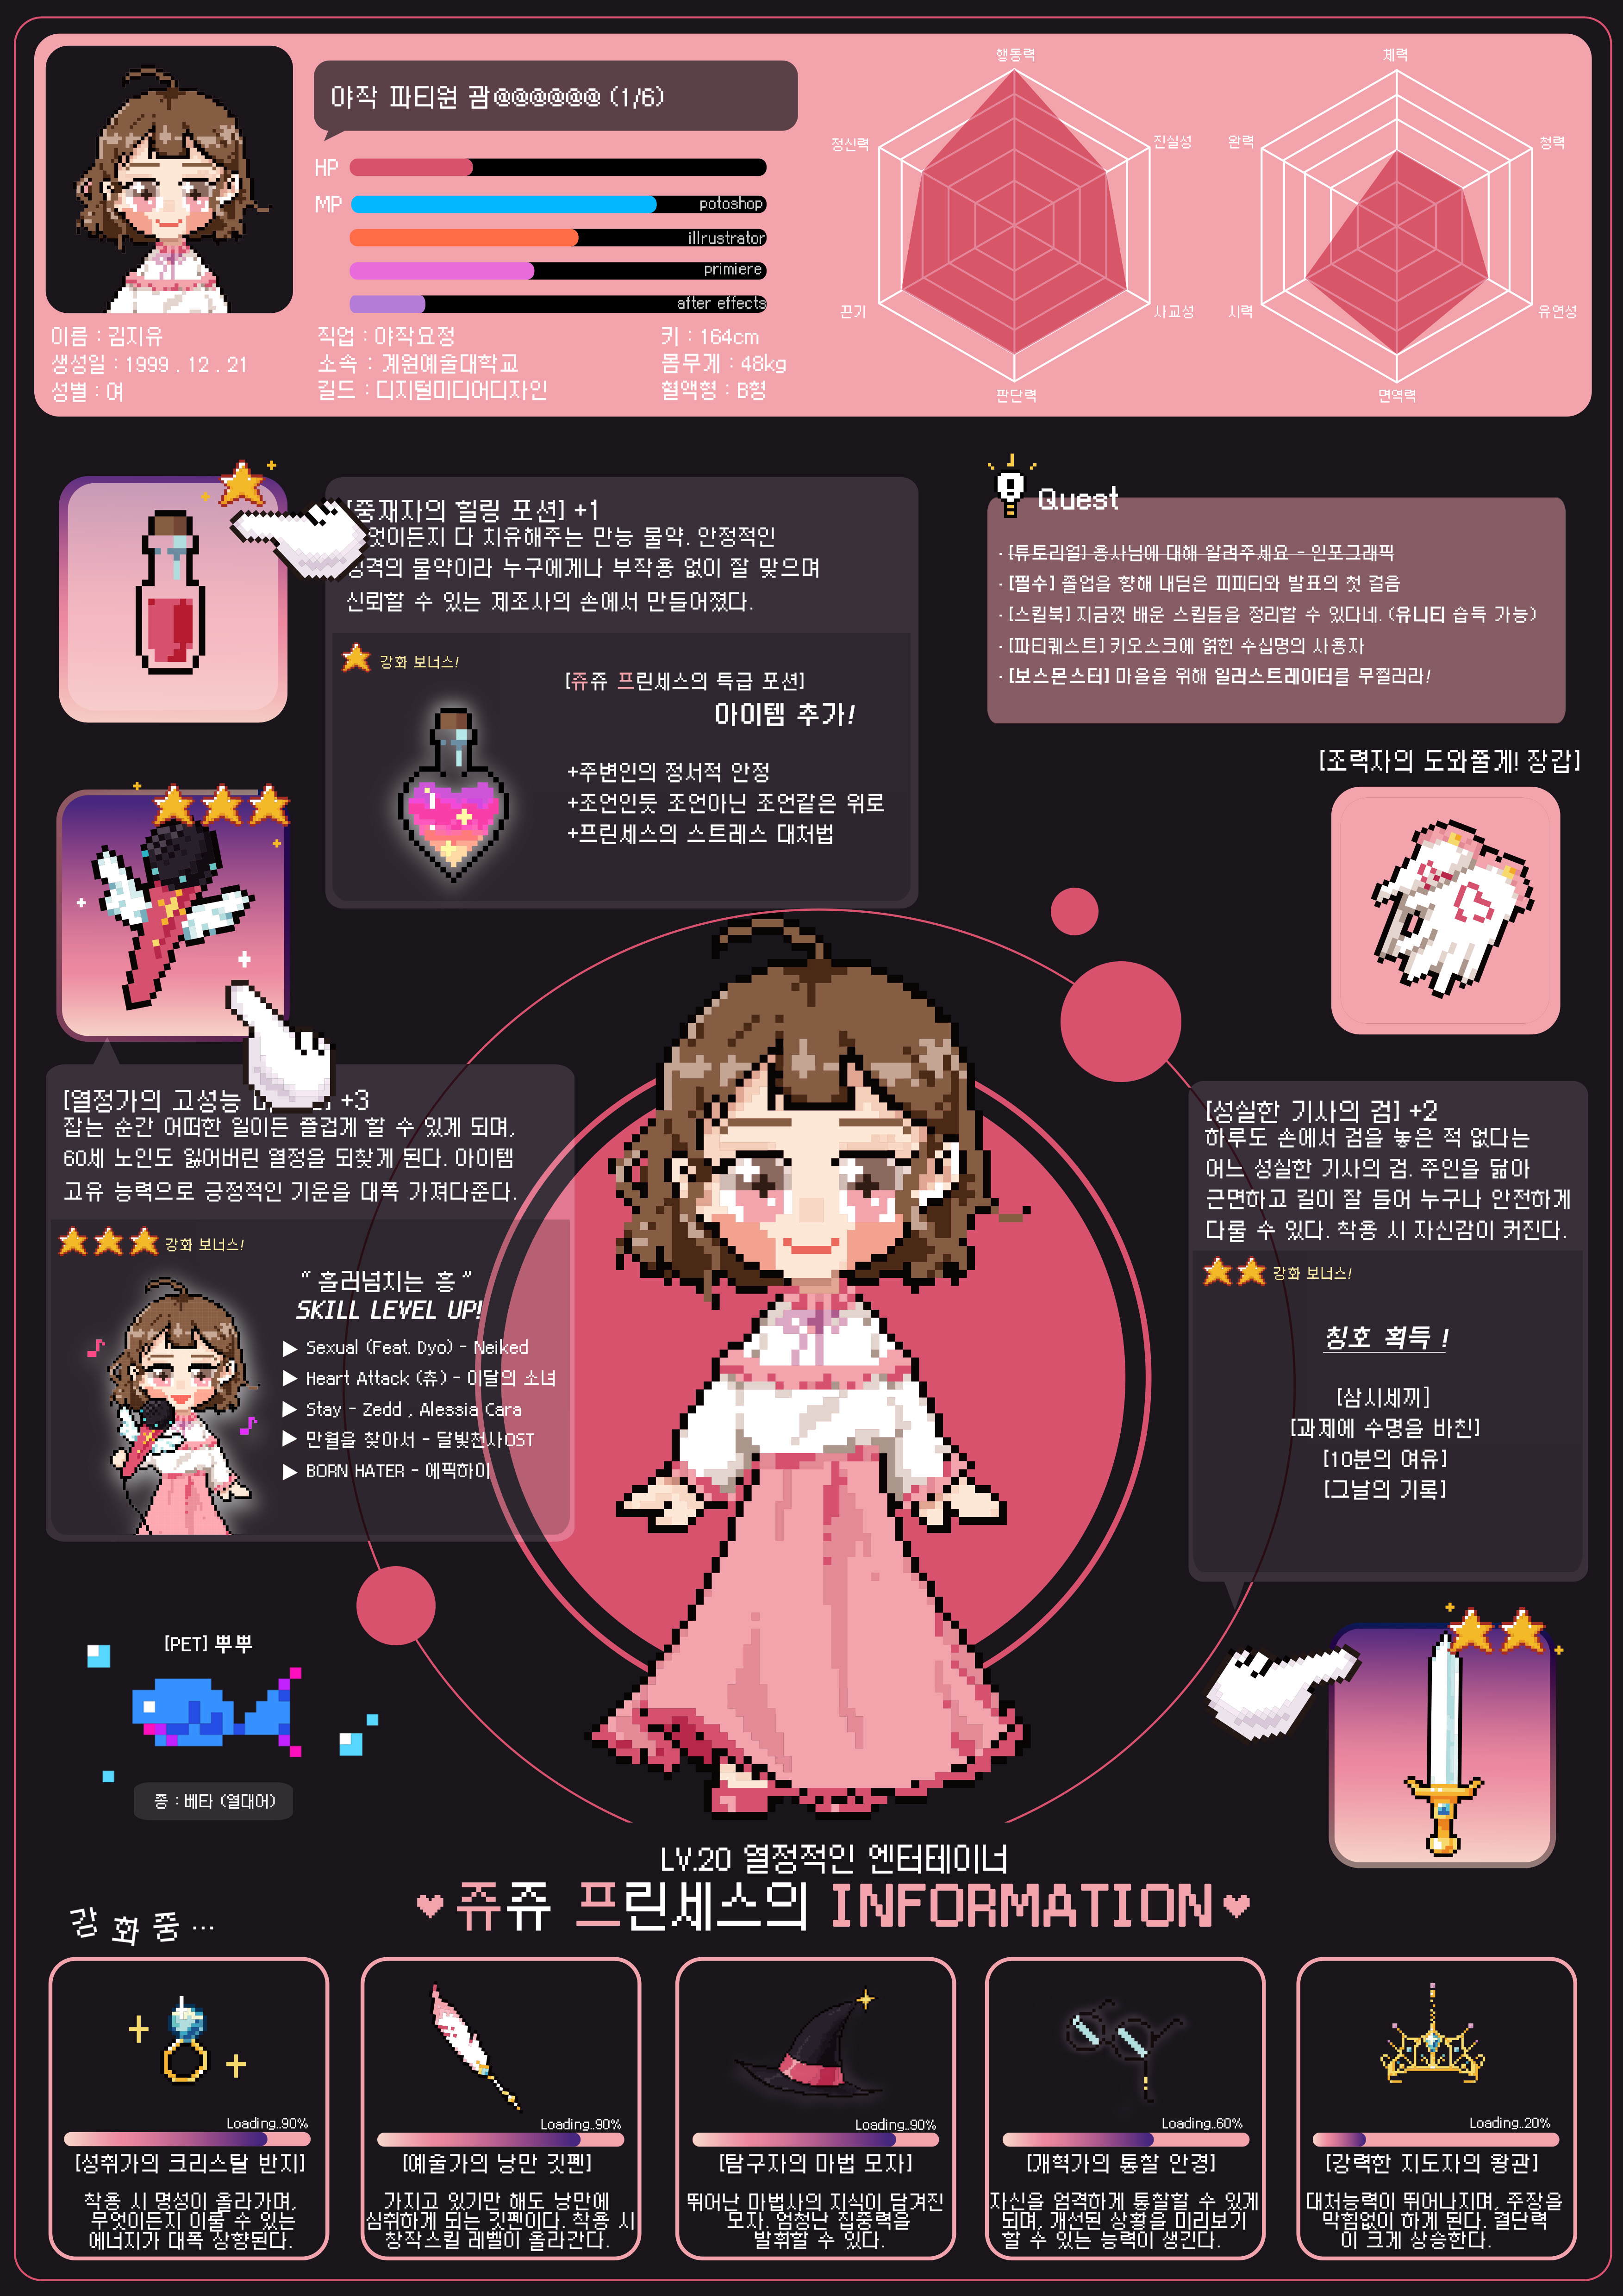 야작 파티원 괌@@@@@@ (1/6)
HP
MP
potoshop
illrustrator
primiere
after effects
이름 : 김지유
생성일 : 1999 . 12 . 21
성별 : 여
직업 : 야작요정
소속 : 계원예술대학교
길드 : 디지털미디어디자인
키 : 164cm
몸무게 : 48kg
혈액형 : B형
행동력
정신력
진실성
끈기
사교성
판단력
체력
완력
청력
시력
유연성
면역력
[중재자의 힐링 포션] +1
엇이든지 다 치유해주는 만능 물약. 안정적인
성격의 물약이라 누구에게나 부작용 없이 잘 맞으며
신뢰할 수 있는 제조사의 손에서 만들어졌다.
강화 보너스!
[쥬쥬 프린세스의 특급 포션]
아이템 추가!
+주변인의 정서적 안정
+조언인듯 조언아닌 조언같은 위로
+프린세스의 스트레스 대처법
Quest
· [튜토리얼] 용사님에 대해 알려주세요 - 인포그래픽
· [필수] 졸업을 향해 내딛은 피피티와 발표의 첫 걸음
· [스킬북] 지금껏 배운 스킬들을 정리할 수 있다네. (유니티 습득 가능)
· [파티퀘스트] 키오스크에 얽힌 수십명의 사용자
· [보스몬스터] 마을을 위해 일러스트레이터를 무찔러라!
[조력자의 도와줄게! 장갑]
[열정가의 고성능 ] +3
잡는 순간 어떠한 일이든 즐겁게 할 수 있게 되며,
60세 노인도 잃어버린 열정을 되찾게 된다. 아이템
고유 능력으로 긍정적인 기운을 대폭 가져다준다.
강화 보너스!
" 흘러넘치는 흥 "
SKILL LEVEL UP!
▶ Sexual (Feat. Dyo) - Neiked
▶ Heart Attack (츄) - 이달의 소녀
▶ Stay - Zedd , Alessia Cara
▶ 만월을 찾아서 - 달빛천사OST
▶ BORN HATER - 에픽하이
[성실한 기사의 검] +2
하루도 손에서 검을 놓은 적 없다는
어느 성실한 기사의 검. 주인을 닮아
근면하고 길이 잘 들어 누구나 안전하게
다룰 수 있다. 착용 시 자신감이 커진다.
강화 보너스!
칭호 획득 !
[삼시세끼]
[과제에 수명을 바친]
[10분의 여유]
[그날의 기록]
[PET] 뿌뿌
종 : 베타 (열대어)
LV.20 열정적인 엔터테이너
♥ 쥬쥬 프린세스의 INFORMATION ♥
강화중 ...
Loading..90%
[성취가의 크리스탈 반지]
착용 시 명성이 올라가며,
무엇이든지 이룰 수 있는
에너지가 대폭 상향된다.
Loading..90%
[예술가의 낭만 깃펜]
가지고 있기만 해도 낭만에
심취하게 되는 깃펜이다. 착용 시
창작스킬 레벨이 올라간다.
Loading..90%
[탐구자의 마법 모자]
뛰어난 마법사의 지식이 담겨진
모자. 엄청난 집중력을
발휘할 수 있다.
Loading..60%
[개혁가의 통찰 안경]
자신을 엄격하게 통찰할 수 있게
되며, 개선된 상황을 미리보기
할 수 있는 능력이 생긴다.
Loading..20%
[강력한 지도자의 왕관]
대처능력이 뛰어나지며, 주장을
막힘없이 하게 된다. 결단력
이 크게 상승한다.